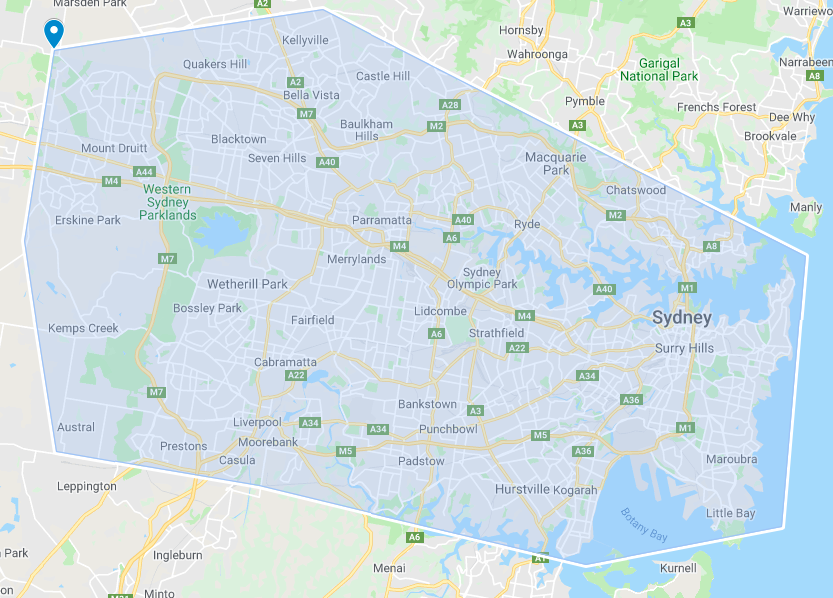 Marsden Park
A2
Warriewo
Kellyville
Hornsby
A3
Wahroonga
Quakers Hill
Castle Hill
Garigal
National Park
Narrabeen
A2
A8
Bella Vista
Pymble
Frenchs Forest
M7
A28
Dee Why
Baulkham
Hills
M2
A3
Brookvale
Blacktown
Mount Druitt
Seven Hills
A40
Macquarie
Park
A44
M4
Western
Sydney
Parklands
Chatswood
Manly
Erskine Park
Parramatta
A40
M2
Ryde
A6
M4
A8
M7
Merrylands
Sydney
Olympic Park
Wetherill Park
A40
M1
Bossley Park
Lidcombe
M4
Sydney
Fairfield
Kemps Creek
A6
Strathfield
A22
Surry Hills
Cabramatta
A22
A34
M7
A36
Bankstown
A3
Austral
Liverpool
A34
A34
Punchbowl
M1
Prestons
Moorebank
M5
M5
A36
Casula
Padstow
Maroubra
Leppington
Hurstville
Kogarah
Little Bay
Botany Bay
A6
Park
Ingleburn
A1
Menai
Kurnell
on
Minto